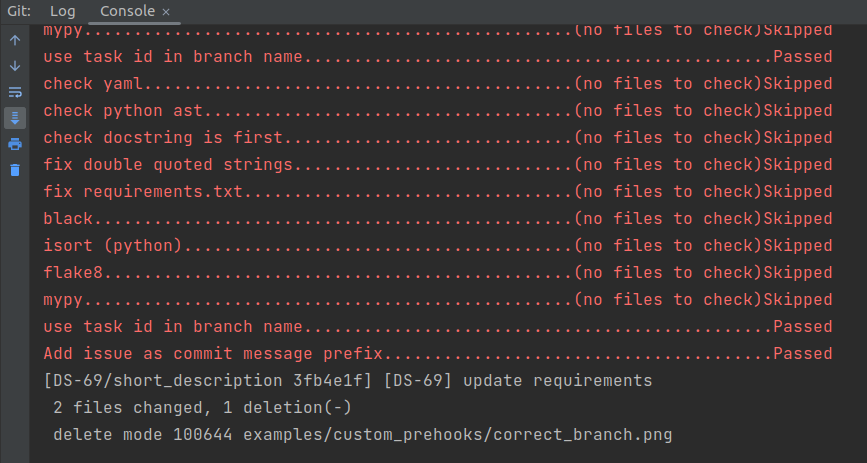 Git: Log Console ×
mypy.................................................(no files to check)Skipped
use task id in branch name...............................................Passed
check yaml...........................................(no files to check)Skipped
check python ast.....................................(no files to check)Skipped
check docstring is first.............................(no files to check)Skipped
fix double quoted strings............................(no files to check)Skipped
fix requirements.txt.................................(no files to check)Skipped
black................................................(no files to check)Skipped
isort (python).......................................(no files to check)Skipped
flake8...............................................(no files to check)Skipped
mypy.................................................(no files to check)Skipped
use task id in branch name...............................................Passed
Add issue as commit message prefix.......................................Passed
[DS-69/short_description 3fb4e1f] [DS-69] update requirements
 2 files changed, 1 deletion(-)
 delete mode 100644 examples/custom_prehooks/correct_branch.png